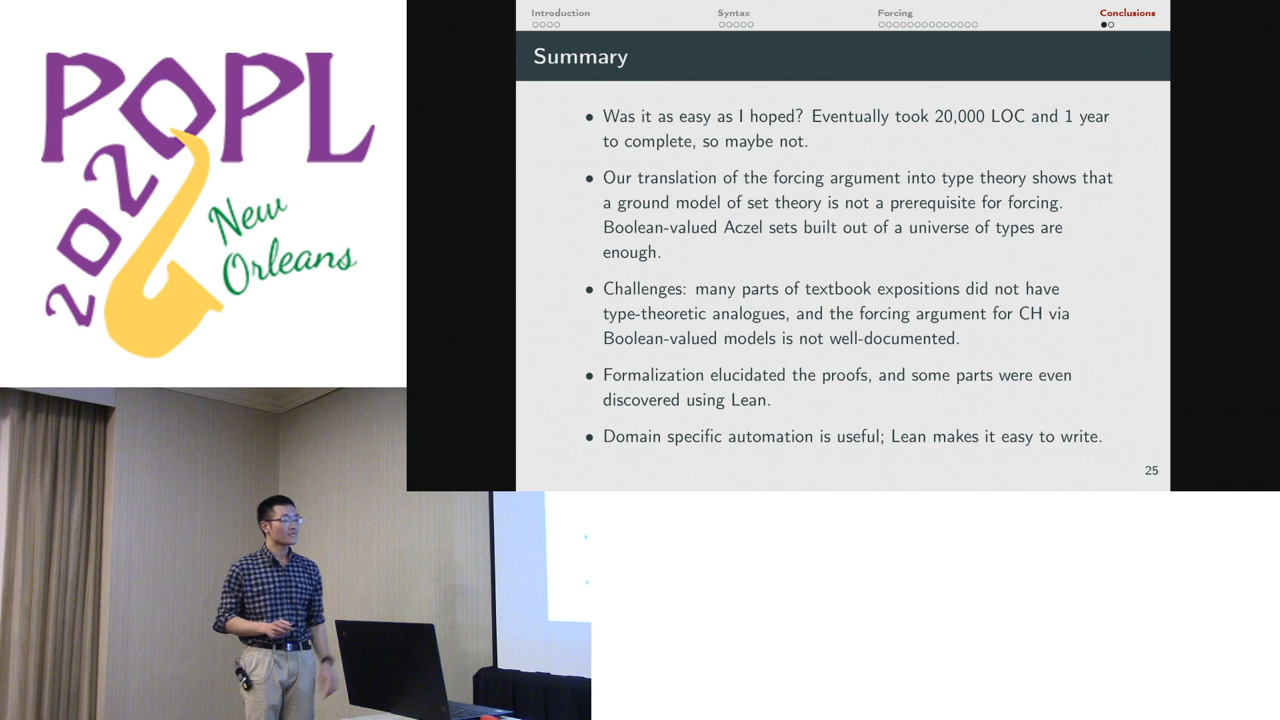 POPL
2020
New
Orleans
Introduction
Syntax
Forcing
Conclusions
Summary
• Was it as easy as I hoped? Eventually took 20,000 LOC and 1 year
to complete, so maybe not.
• Our translation of the forcing argument into type theory shows that
a ground model of set theory is not a prerequisite for forcing.
Boolean-valued Aczel sets built out of a universe of types are
enough.
• Challenges: many parts of textbook expositions did not have
type-theoretic analogues, and the forcing argument for CH via
Boolean-valued models is not well-documented.
• Formalization elucidated the proofs, and some parts were even
discovered using Lean.
• Domain specific automation is useful; Lean makes it easy to write.
25